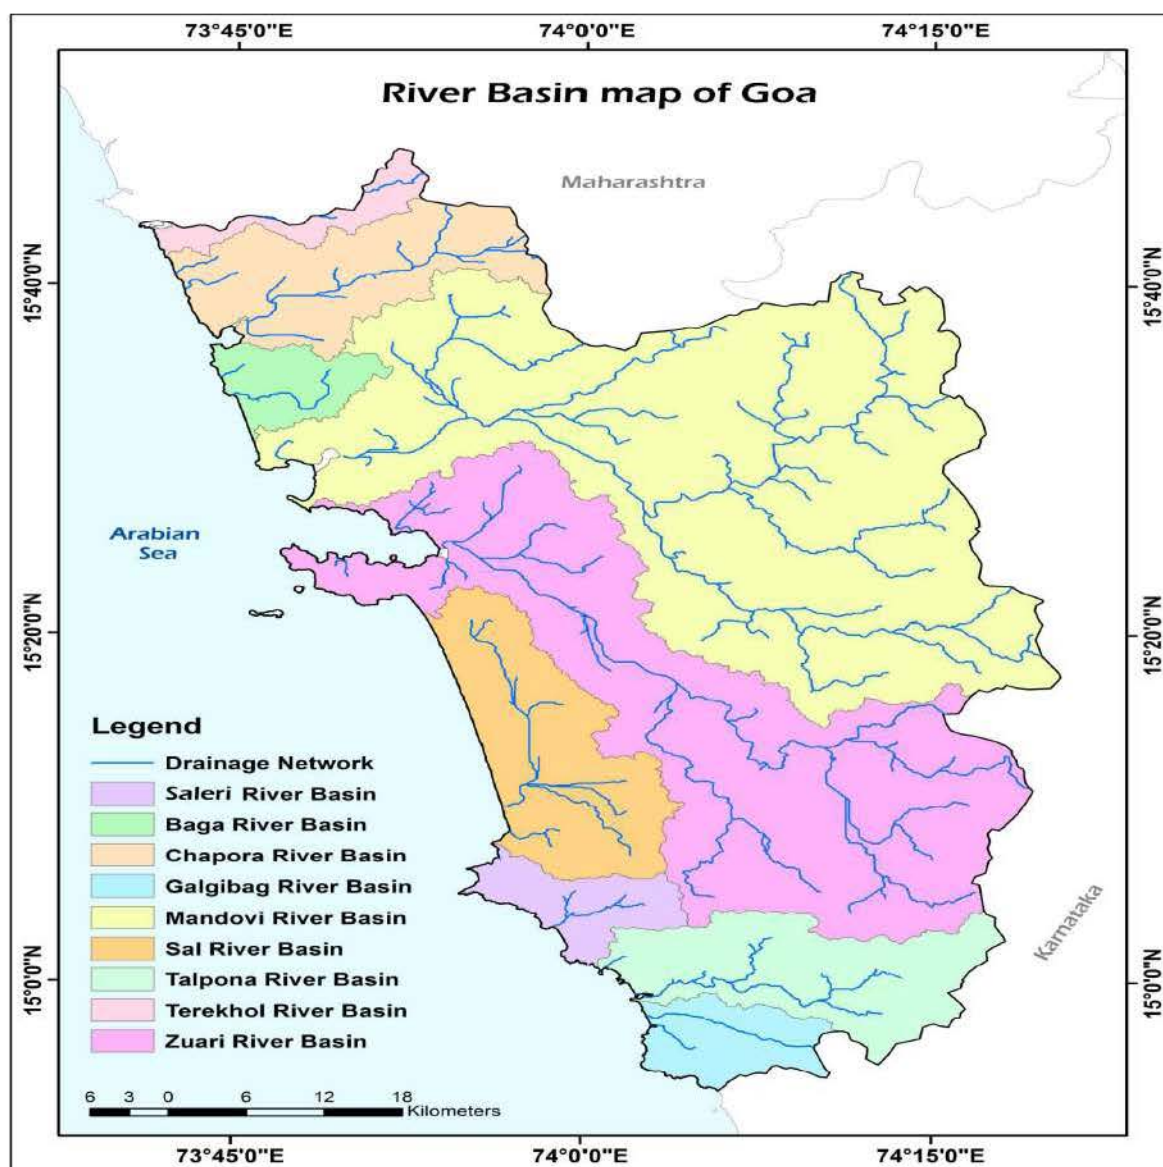 73°45'0"E 74°0'0"E 74°15'0"E
River Basin map of Goa
Maharashtra
15°40'0"N 15°40'0"N
Arabian
Sea
15°20'0"N 15°20'0"N
Legend
Drainage Network
Saleri River Basin
Baga River Basin
Chapora River Basin
Galgibag River Basin
Mandovi River Basin
Sal River Basin
Talpona River Basin
Terekhol River Basin
Zuari River Basin
Karnataka
15°0'0"N 15°0'0"N
6 3 0 6 12 18
Kilometers
73°45'0"E 74°0'0"E 74°15'0"E